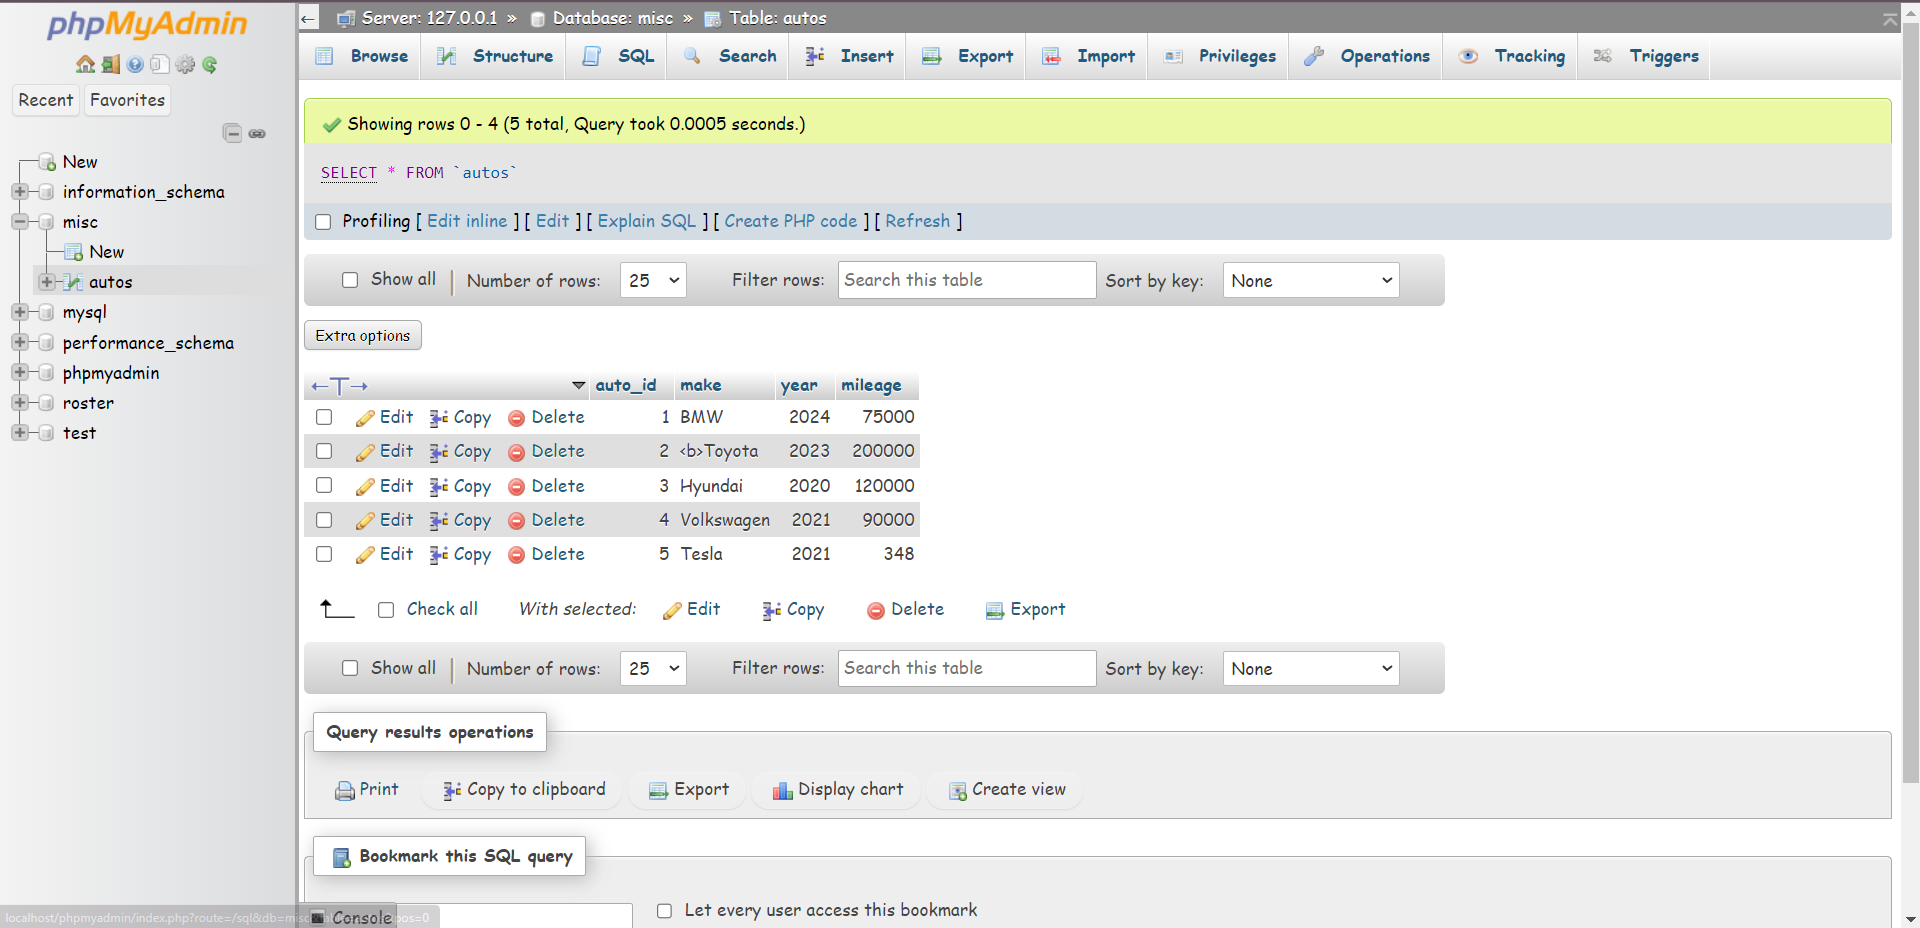 phpMyAdmin
Recent Favorites
New
information_schema
misc
New
autos
mysql
performance_schema
phpmyadmin
roster
test
Server: 127.0.0.1 » Database: misc » Table: autos
Browse Structure SQL Search Insert Export Import Privileges Operations Tracking Triggers
Showing rows 0 - 4 (5 total, Query took 0.0005 seconds.)
SELECT * FROM `autos`
Profiling [ Edit inline ] [ Edit ] [ Explain SQL ] [ Create PHP code ] [ Refresh ]
Show all Number of rows: 25 Filter rows: Search this table Sort by key: None
Extra options
←T→ auto_id make year mileage
Edit Copy Delete 1 BMW 2024 75000
Edit Copy Delete 2 <b>Toyota 2023 200000
Edit Copy Delete 3 Hyundai 2020 120000
Edit Copy Delete 4 Volkswagen 2021 90000
Edit Copy Delete 5 Tesla 2021 348
Check all With selected: Edit Copy Delete Export
Show all Number of rows: 25 Filter rows: Search this table Sort by key: None
Query results operations
Print Copy to clipboard Export Display chart Create view
Bookmark this SQL query
Let every user access this bookmark
localhost/phpmyadmin/index.php?route=/sql&db=misc
Console
pos=0